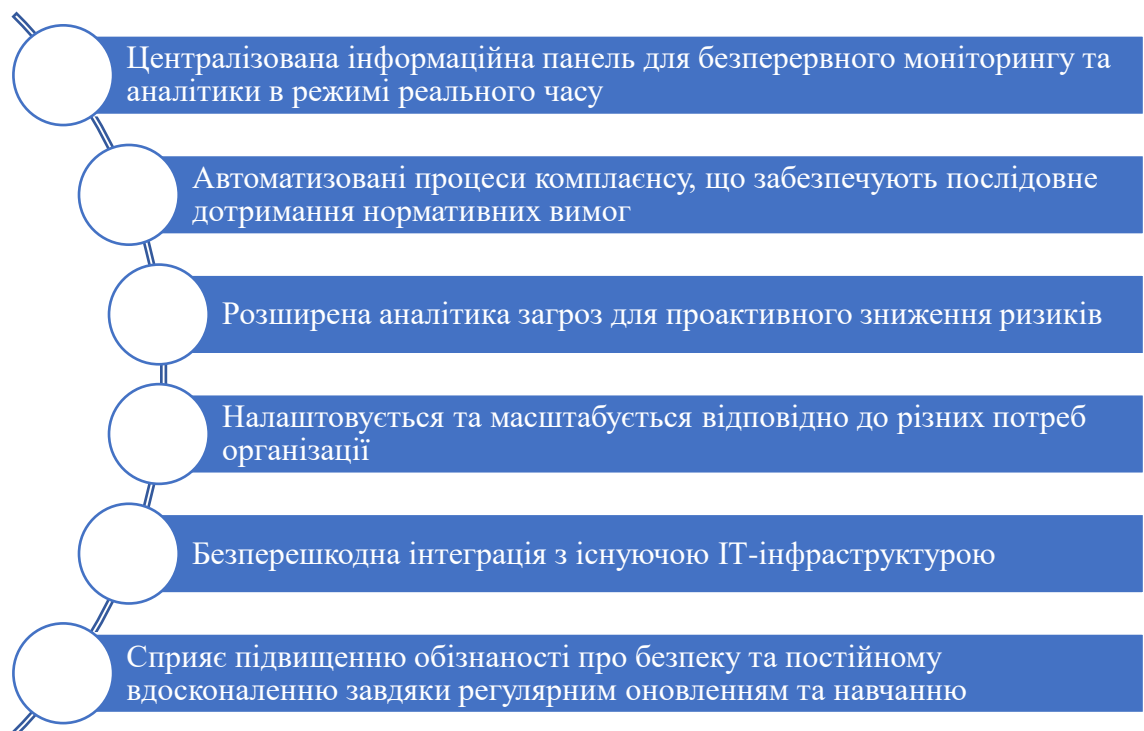 Централізована інформаційна панель для безперервного моніторингу та
аналітики в режимі реального часу
Автоматизовані процеси комплаєнсу, що забезпечують послідовне
дотримання нормативних вимог
Розширена аналітика загроз для проактивного зниження ризиків
Налаштовується та масштабується відповідно до різних потреб
організації
Безперешкодна інтеграція з існуючою ІТ-інфраструктурою
Сприяє підвищенню обізнаності про безпеку та постійному
вдосконаленню завдяки регулярним оновленням та навчанню